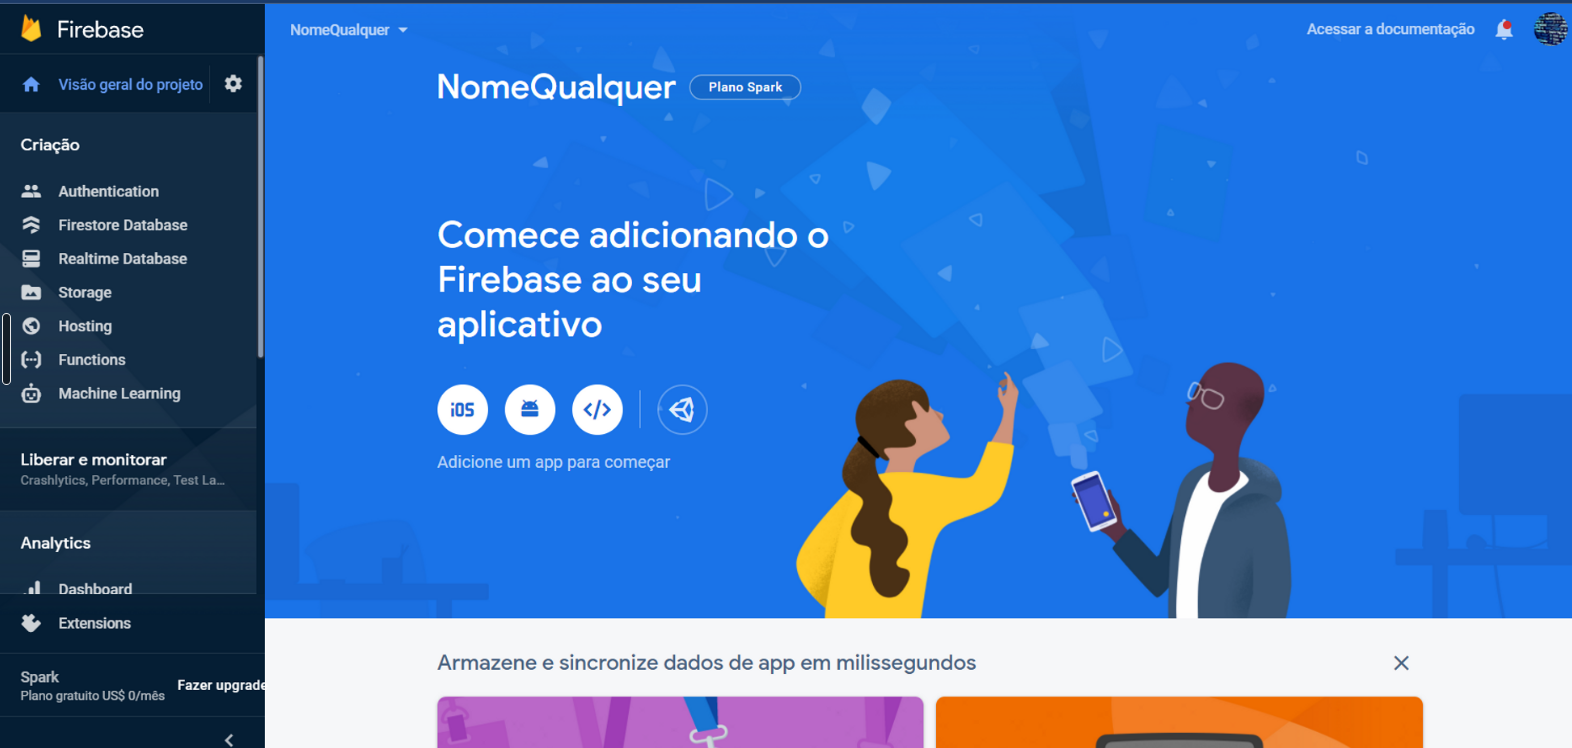 Firebase
NomeQualquer
Acessar a documentação
Visão geral do projeto
NomeQualquer
Plano Spark
Criação
Authentication
Firestore Database
Realtime Database
Storage
Hosting
Functions
Machine Learning
Comece adicionando o
Firebase ao seu
aplicativo
iOS
Adicione um app para começar
Liberar e monitorar
Crashlytics, Performance, Test La...
Analytics
Dashboard
Extensions
Spark
Plano gratuito US$ 0/mês
Fazer upgrade
Armazene e sincronize dados de app em milissegundos